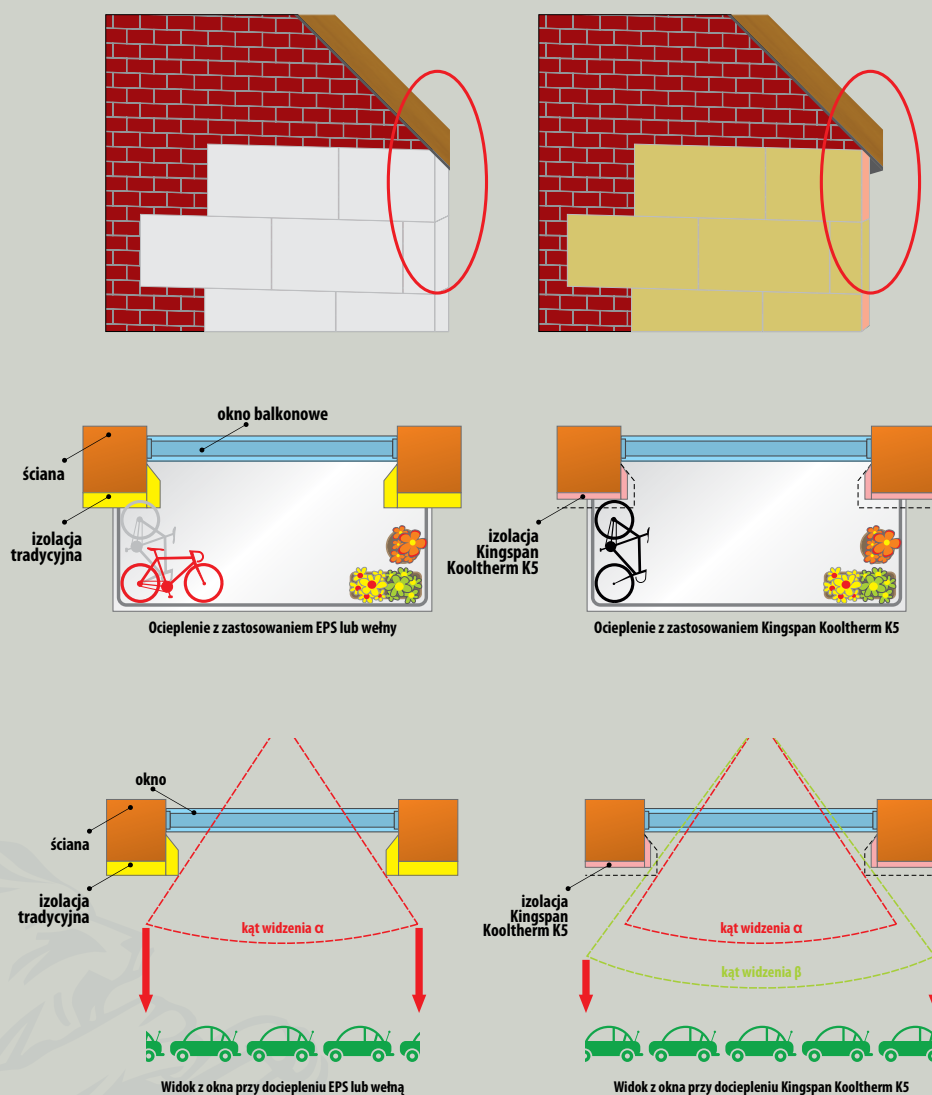 okno balkonowe
ściana
izolacja
tradycyjna
izolacja
Kingspan
Kooltherm K5
Ocieplenie z zastosowaniem EPS lub wełny
Ocieplenie z zastosowaniem Kingspan Kooltherm K5
okno
ściana
izolacja
tradycyjna
kąt widzenia α
izolacja
Kingspan
Kooltherm K5
kąt widzenia α
kąt widzenia β
Widok z okna przy dociepleniu EPS lub wełną
Widok z okna przy dociepleniu Kingspan Kooltherm K5